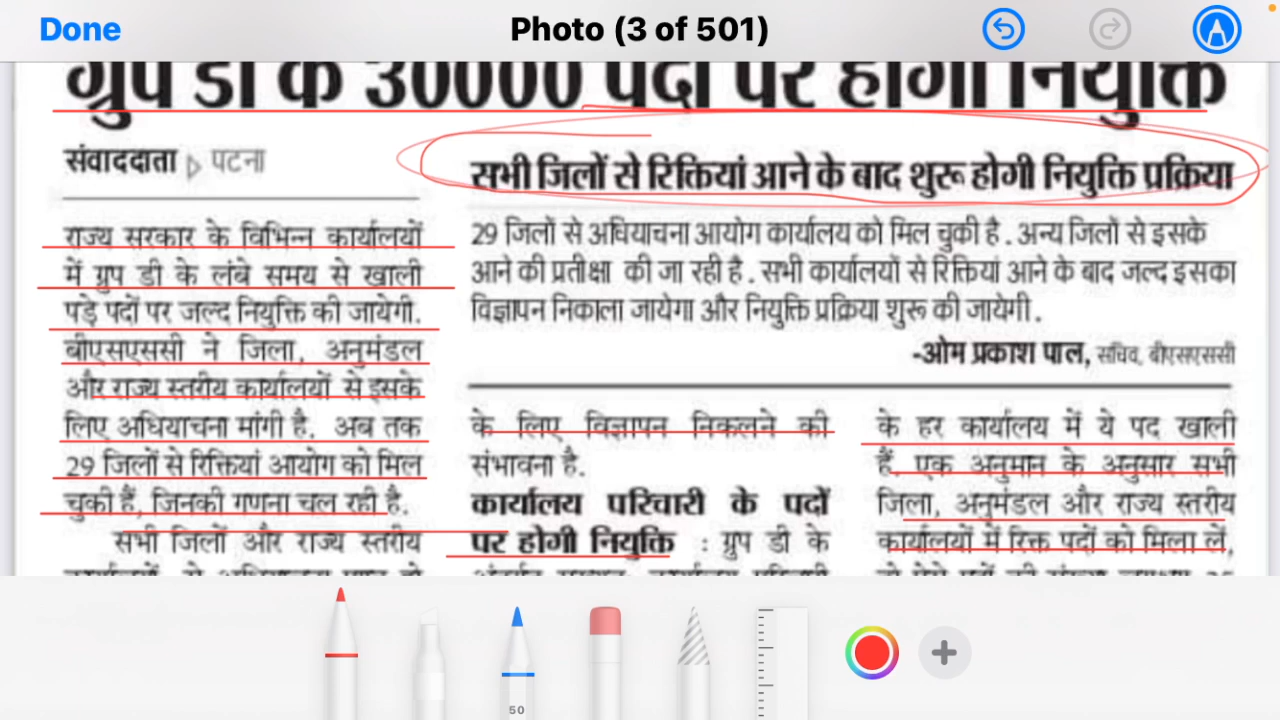 Done
Photo (3 of 501)
ग्रुप डी के 30000 पदों पर होगी नियुक्ति
संवाददाता ▷ पटना
राज्य सरकार के विभिन्न कार्यालयों
में ग्रुप डी के लंबे समय से खाली
पड़े पदों पर जल्द नियुक्ति की जायेगी.
बीएसएससी ने जिला, अनुमंडल
और राज्य स्तरीय कार्यालयों से इसके
लिए अधियाचना मांगी है. अब तक
29 जिलों से रिक्तियां आयोग को मिल
चुकी हैं, जिनकी गणना चल रही है.
सभी जिलों और राज्य स्तरीय
सभी जिलों से रिक्तियां आने के बाद शुरू होगी नियुक्ति प्रक्रिया
29 जिलों से अधियाचना आयोग कार्यालय को मिल चुकी है. अन्य जिलों से इसके
आने की प्रतीक्षा की जा रही है. सभी कार्यालयों से रिक्तियां आने के बाद जल्द इसका
विज्ञापन निकाला जायेगा और नियुक्ति प्रक्रिया शुरू की जायेगी.
-ओम प्रकाश पाल, सचिव, बीएसएससी
के लिए विज्ञापन निकलने की
संभावना है.
कार्यालय परिचारी के पदों
पर होगी नियुक्ति : ग्रुप डी के
के हर कार्यालय में ये पद खाली
हैं. एक अनुमान के अनुसार सभी
जिला, अनुमंडल और राज्य स्तरीय
कार्यालयों में रिक्त पदों को मिला लें,
50